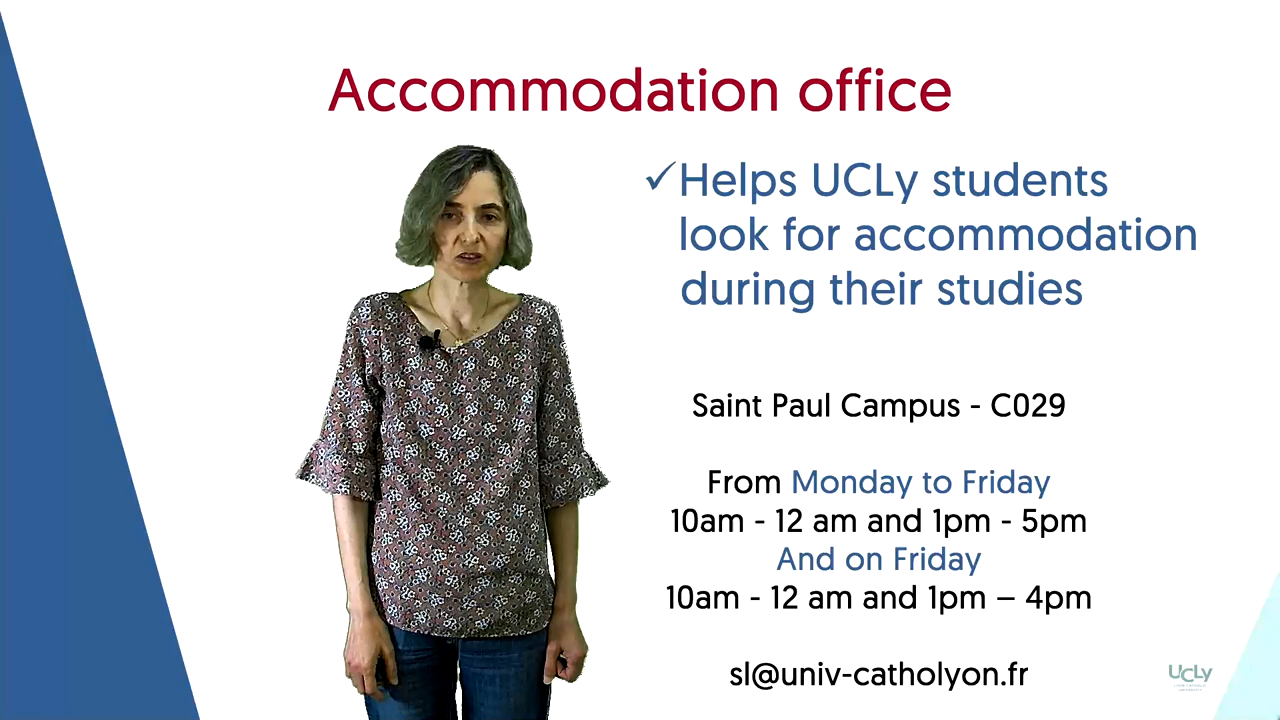 Accommodation office
✓Helps UCLy students
look for accommodation
during their studies
Saint Paul Campus - C029
From Monday to Friday
10am - 12 am and 1pm - 5pm
And on Friday
10am - 12 am and 1pm – 4pm
sl@univ-catholyon.fr
UCLy